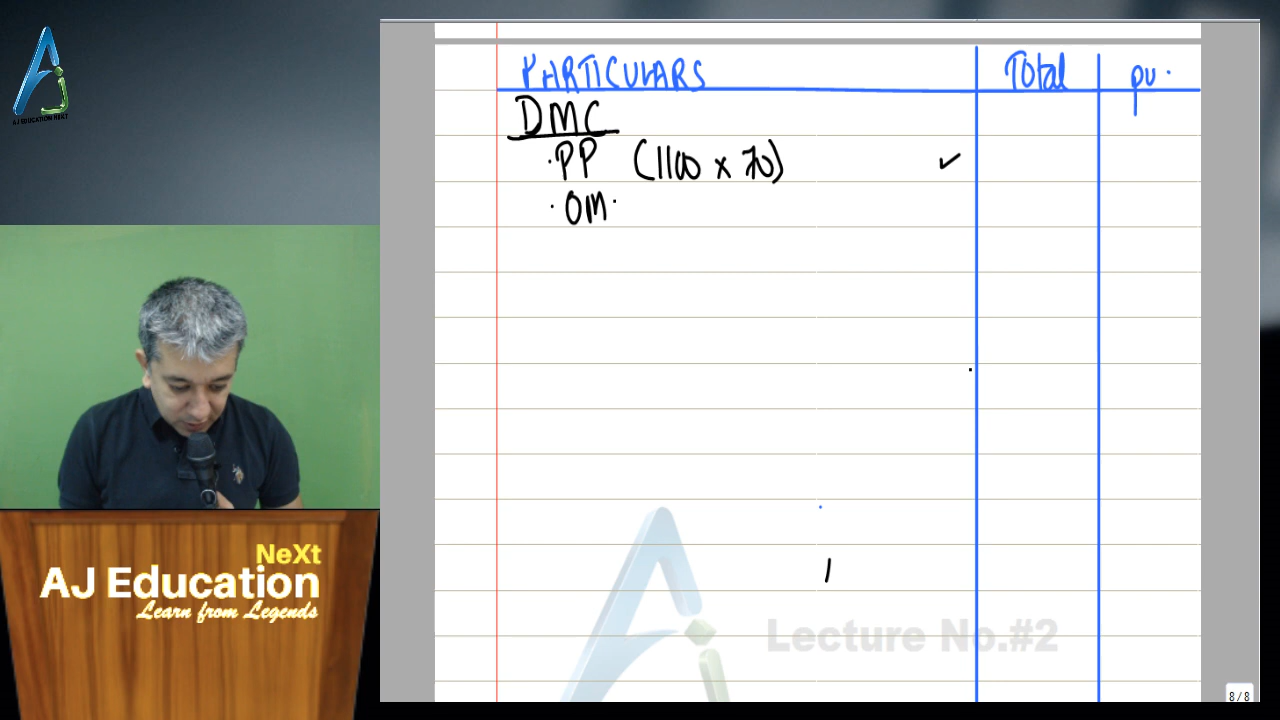 AJ EDUCATION NEXT
PARTICULARS Total pu.
DMC
·PP (1100 x 70) ✓
·OM·
NeXt
AJ Education
Learn from Legends
Lecture No.#2
8/8